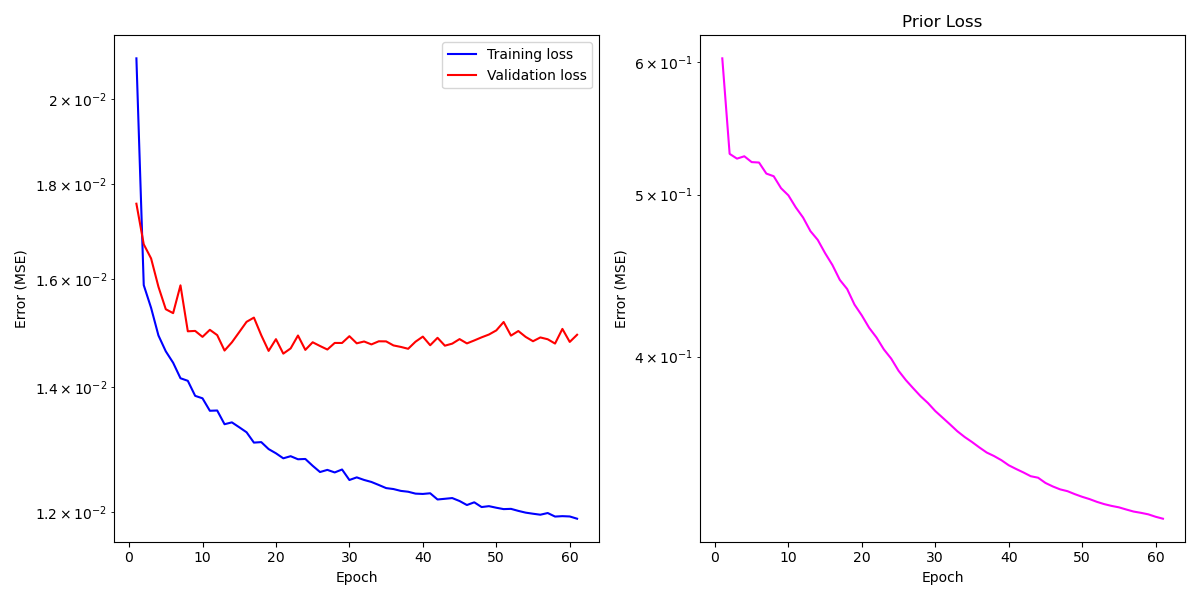 Training loss
Validation loss
2 × 10⁻²
1.8 × 10⁻²
1.6 × 10⁻²
1.4 × 10⁻²
1.2 × 10⁻²
Error (MSE)
0 10 20 30 40 50 60
Epoch
Prior Loss
6 × 10⁻¹
5 × 10⁻¹
4 × 10⁻¹
Error (MSE)
0 10 20 30 40 50 60
Epoch